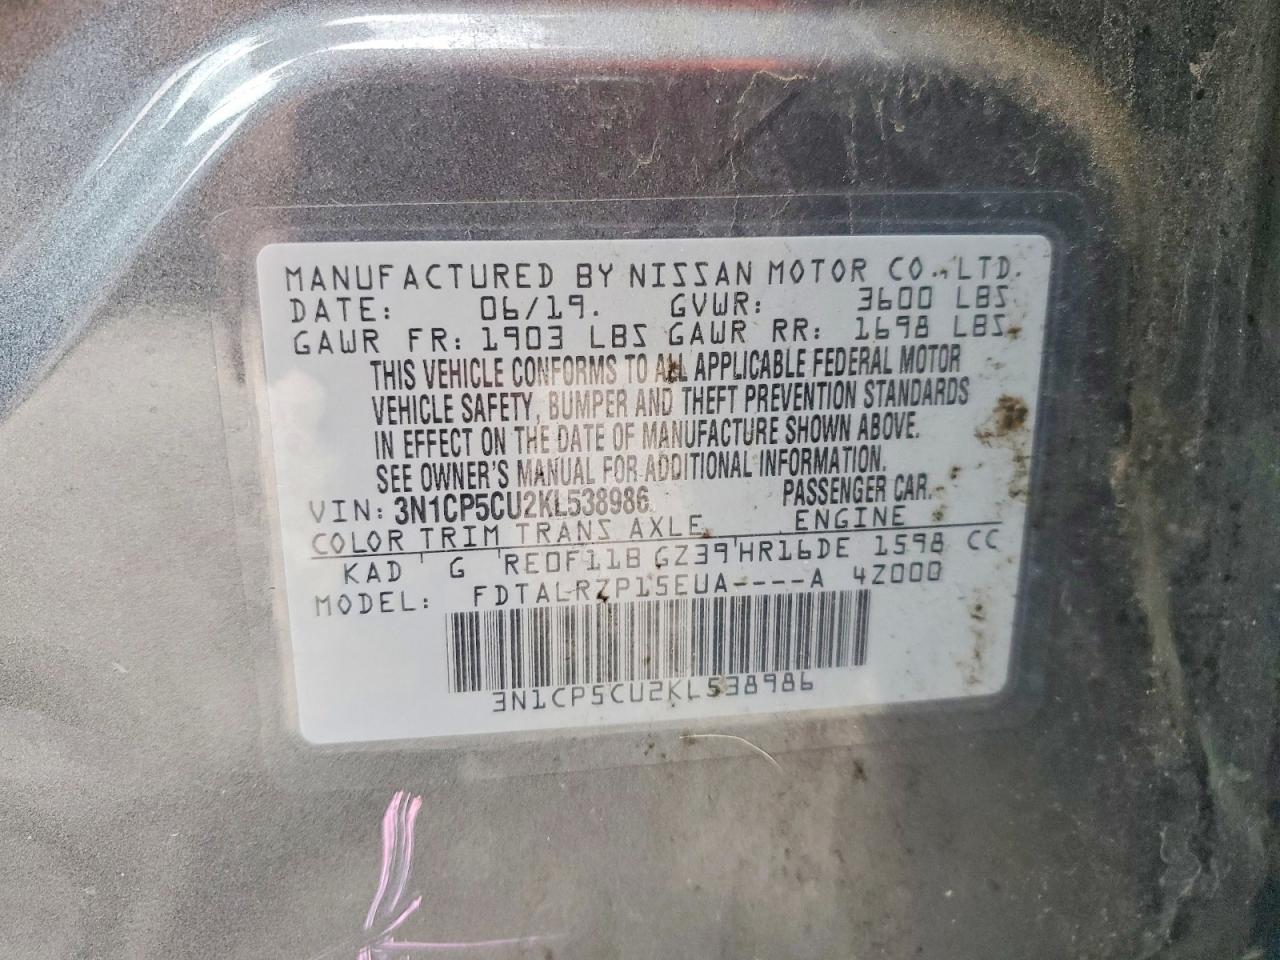 MANUFACTURED BY NISSAN MOTOR CO., LTD.
DATE: 06/19. GVWR: 3600 LBS
GAWR FR: 1903 LBS GAWR RR: 1698 LBS
THIS VEHICLE CONFORMS TO ALL APPLICABLE FEDERAL MOTOR
VEHICLE SAFETY, BUMPER AND THEFT PREVENTION STANDARDS
IN EFFECT ON THE DATE OF MANUFACTURE SHOWN ABOVE.
SEE OWNER'S MANUAL FOR ADDITIONAL INFORMATION.
VIN: 3N1CP5CU2KL538986 PASSENGER CAR.
COLOR TRIM TRANS AXLE ENGINE
KAD G RE0F11B GZ39 HR16DE 1598 CC
MODEL: FDTALRZP15EUA----A 4Z000
3N1CP5CU2KL538986